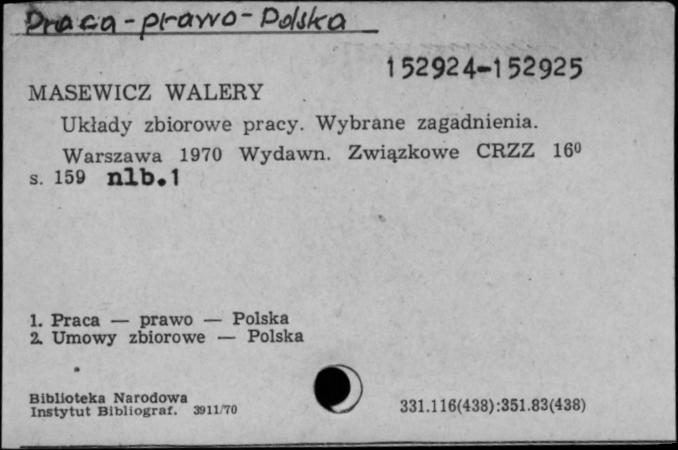 Praca - prawo - Polska
152924-152925
MASEWICZ WALERY
Układy zbiorowe pracy. Wybrane zagadnienia.
Warszawa 1970 Wydawn. Związkowe CRZZ 16⁰
s. 159 nlb.1
1. Praca — prawo — Polska
2. Umowy zbiorowe — Polska
Biblioteka Narodowa
Instytut Bibliograf. 3911/70
331.116(438):351.83(438)